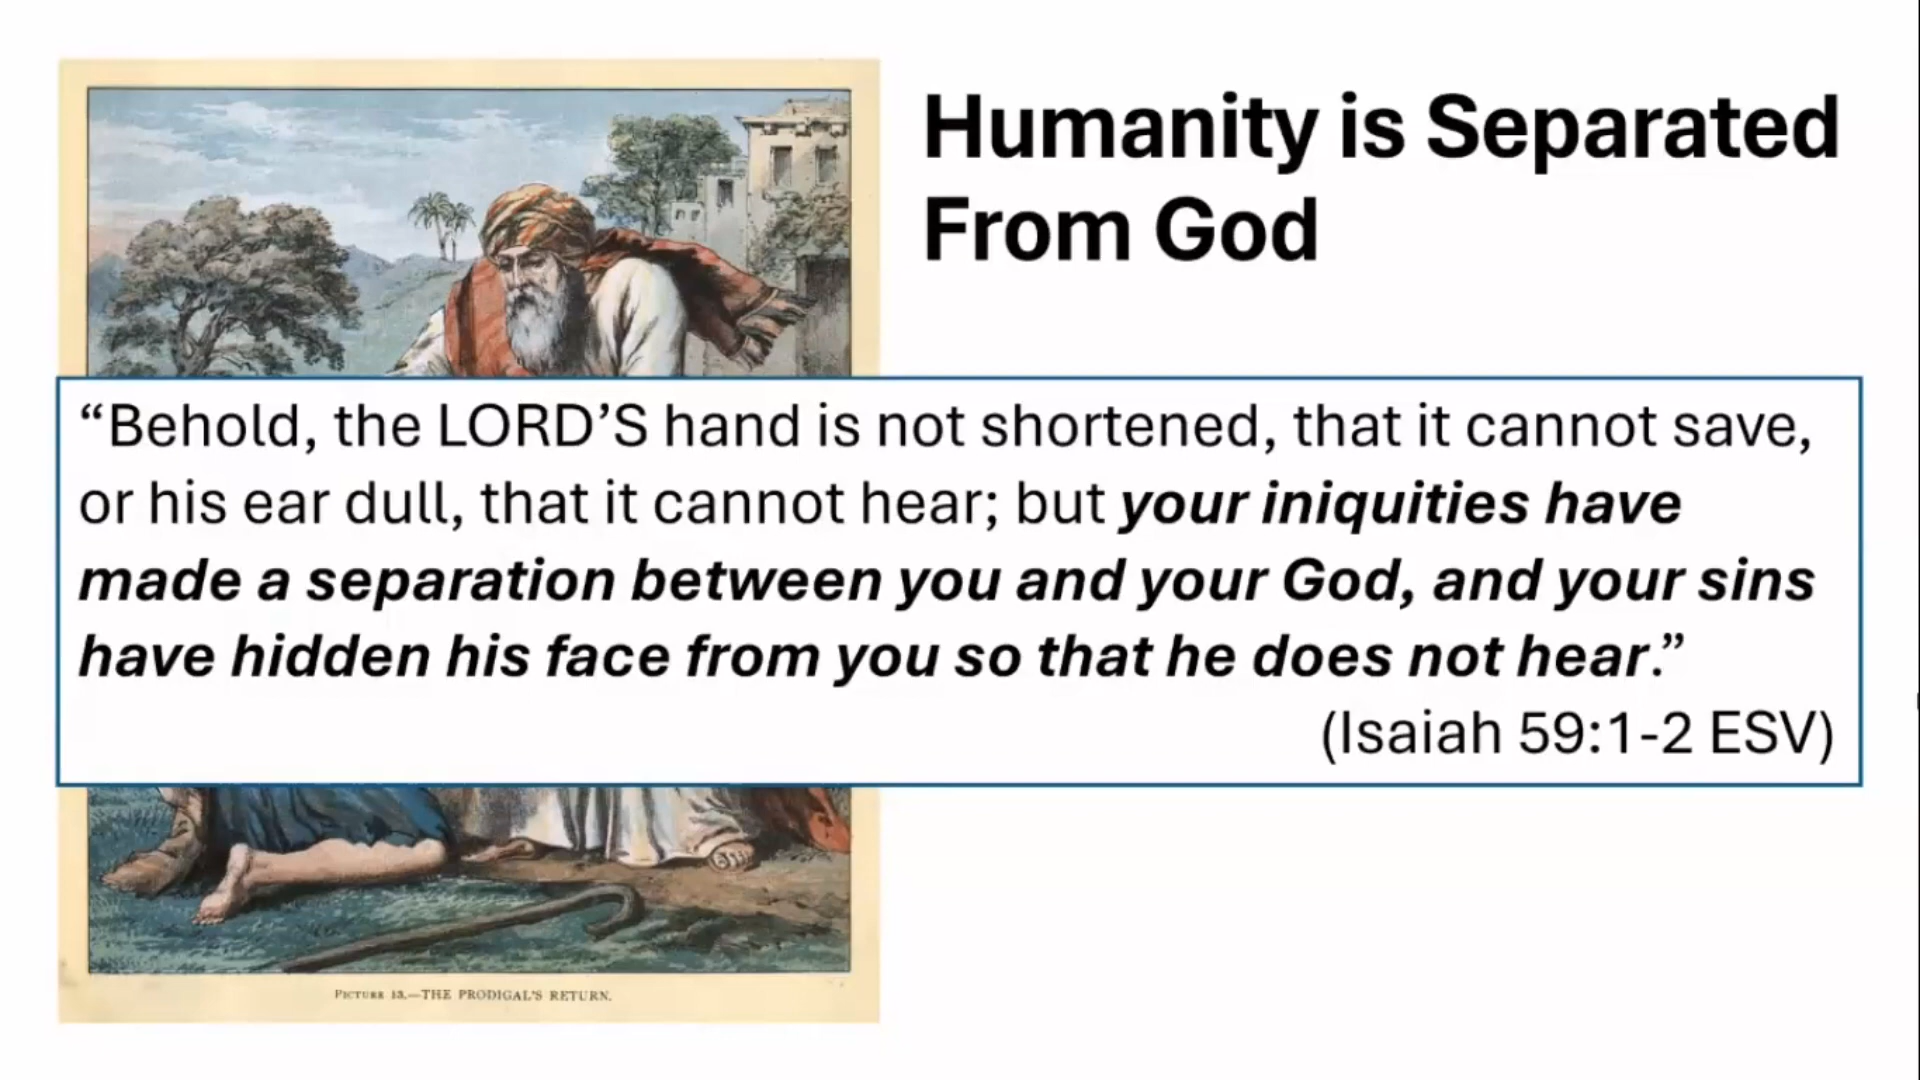 Humanity is Separated
From God
“Behold, the LORD’S hand is not shortened, that it cannot save,
or his ear dull, that it cannot hear; but your iniquities have
made a separation between you and your God, and your sins
have hidden his face from you so that he does not hear.”
(Isaiah 59:1-2 ESV)
Picture 13.—THE PRODIGAL'S RETURN.